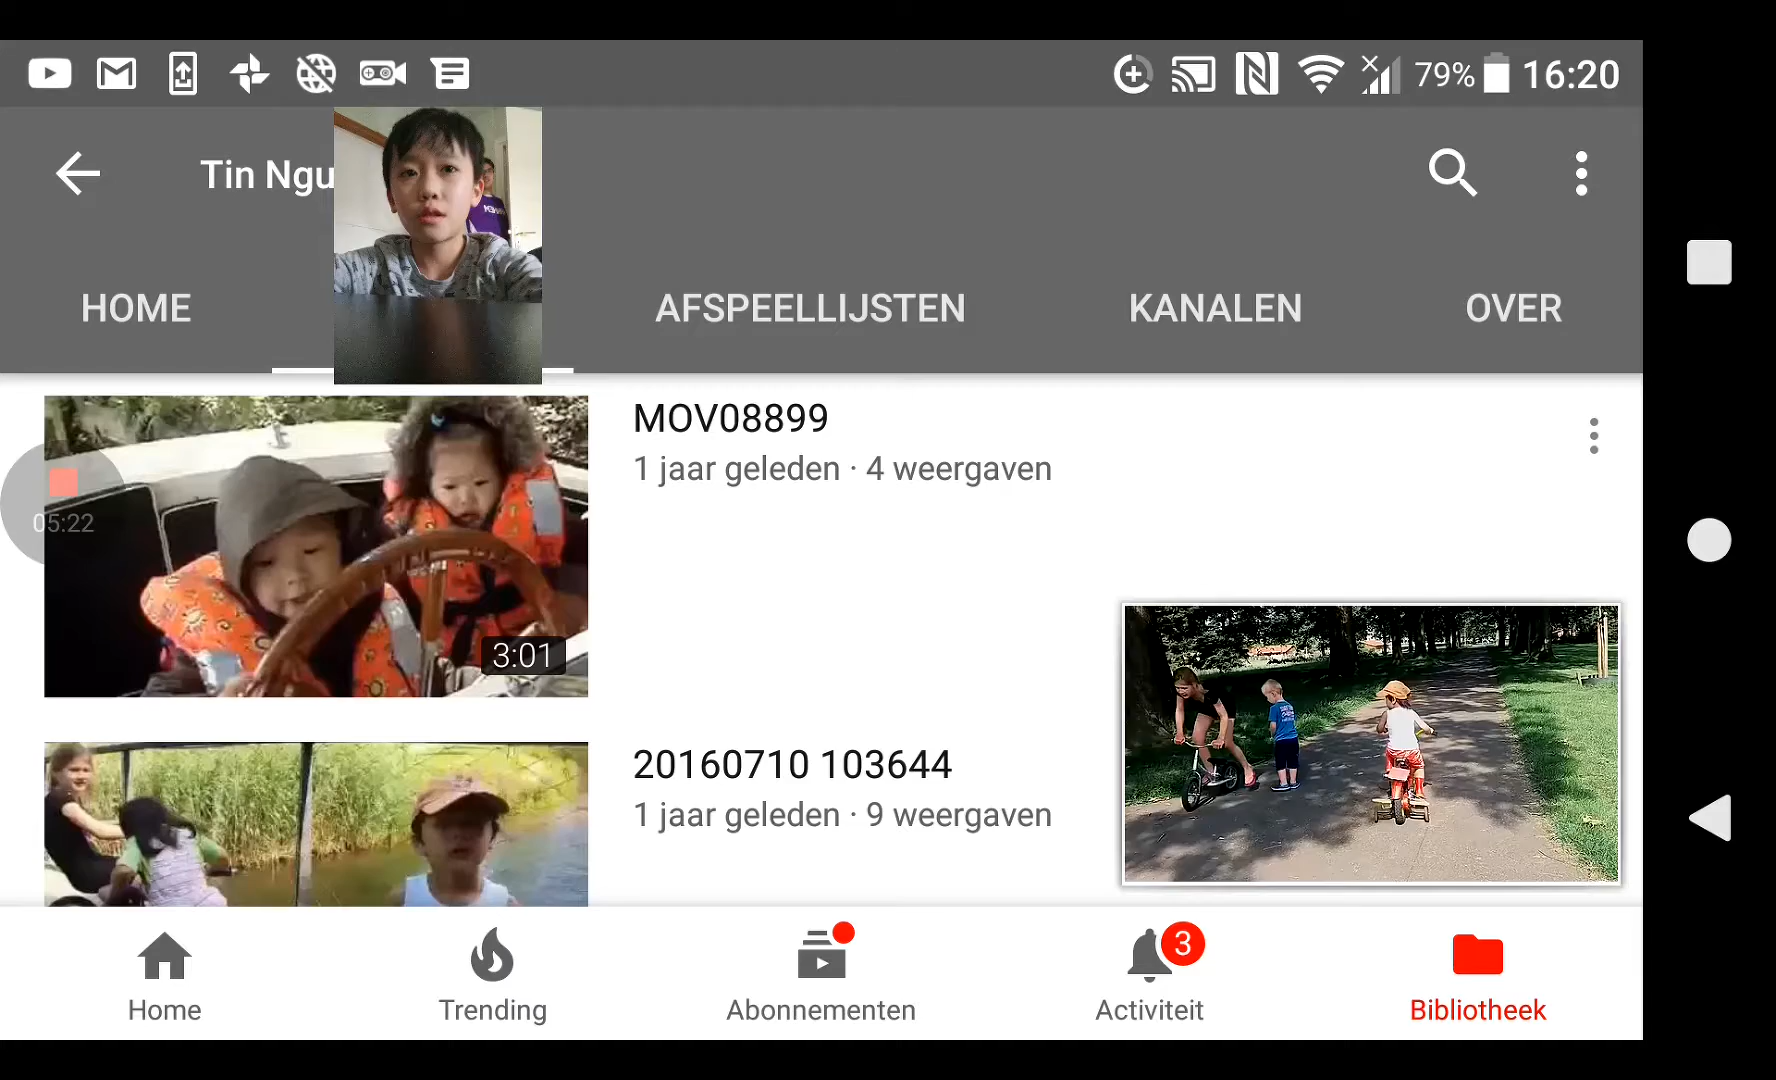 79% 16:20
Tin Ngu
HOME AFSPEELLIJSTEN KANALEN OVER
MOV08899
1 jaar geleden · 4 weergaven
05:22
3:01
20160710 103644
1 jaar geleden · 9 weergaven
3
Home Trending Abonnementen Activiteit Bibliotheek